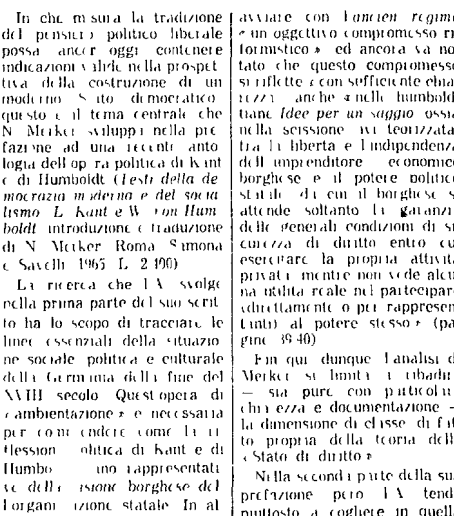 In che misura la tradizione
del pensiero politico liberale
possa ancor oggi contenere
indicazioni valide nella prospet-
tiva della costruzione di un
moderno Stato democratico
questo è il tema centrale che
N Merker sviluppa nella pre-
fazione ad una recente anto-
logia dell opera politica di Kant
e di Humboldt (Testi della de-
mocrazia moderna e del socia-
lismo L Kant e W von Hum-
boldt introduzione e traduzione
di N Merker Roma Samonà
e Savelli 1965 L 2 100)
La ricerca che l A svolge
nella prima parte del suo scrit-
to ha lo scopo di tracciare le
linee essenziali della situazio-
ne sociale politica e culturale
della Germania della fine del
XVIII secolo Quest opera di
« ambientazione » è necessaria
per comprendere come la ri-
flessione politica di Kant e di
Humbo uno rappresentati
ve della visione borghese del
l organi izione statale In al
avviare con l ancien regime
« un oggettivo compromesso ri
formistico » ed ancora va no
tato che questo compromesso
si riflette « con sufficiente chia
rezza anche « nelle humbold
tiane Idee per un saggio ossia
nella scissione ivi teorizzata
tra la libertà e l indipendenza
dell imprenditore economico
borghese e il potere politico
statale da cui il borghese s
attende soltanto la garanzia
delle generali condizioni di si
curezza di diritto entro cui
esercitare la propria attività
privata mentre non vede alcu
na utilità reale nel partecipare
(direttamente o per rappresen
tanti) al potere stesso » (pa
gine 39 40)
Fin qui dunque l analisi di
Merker si limita a ribadire
— sia pure con particolare
chiarezza e documentazione —
la dimensione di classe di fat
to propria della teoria dello
« Stato di diritto »
Nella seconda parte della sua
prefazione però l A tende
piuttosto a cogliere in quella